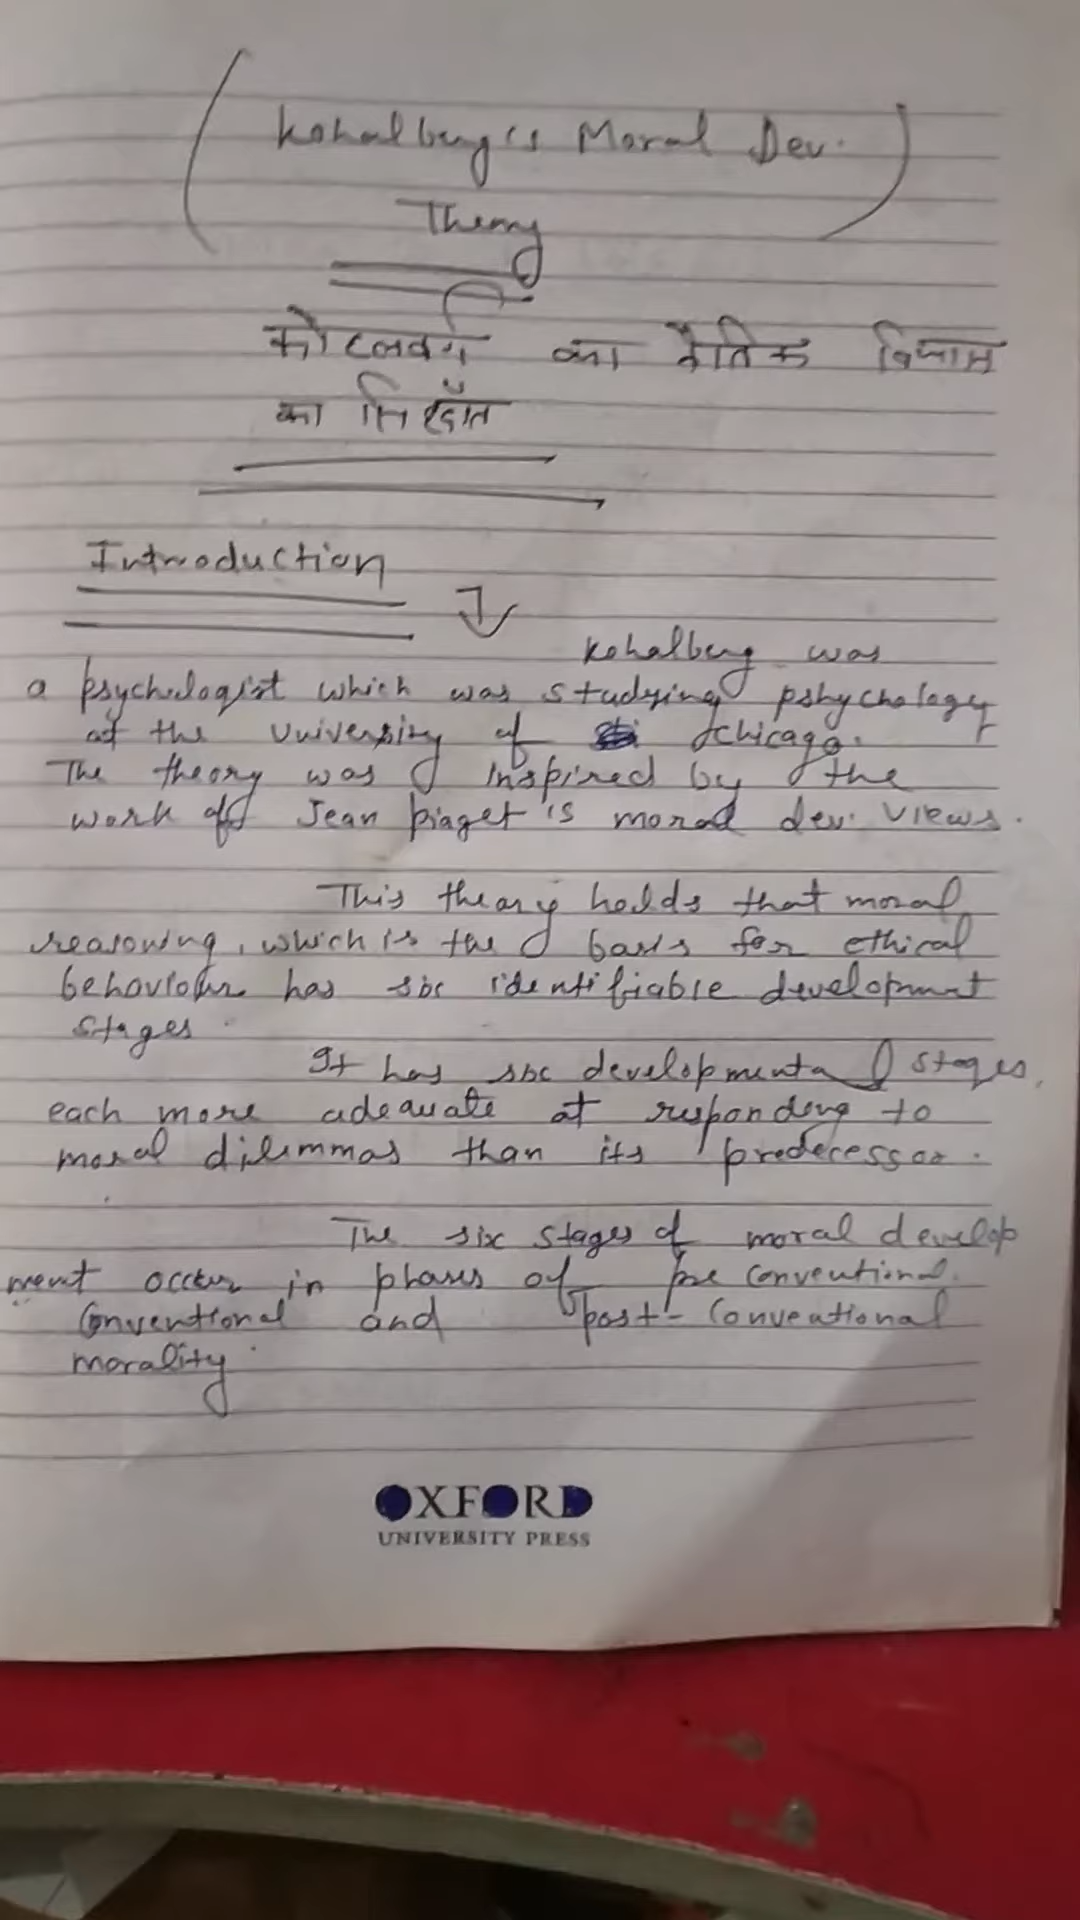 Kohalberg's Moral Dev.
Theory
कोहलबर्ग का नैतिक विकास
का सिद्धाँत
Introduction
Kohalberg was
a psychologist which was studying pshychology
at the University of Chicago.
The theory was inspired by the
work of Jean piaget's moral dev. views.
This theory holds that moral
reasoning, which is the basis for ethical
behaviour has six identifiable development
stages
It has six developmental stages,
each more adequate at responding to
moral dilemmas than its predecessor.
The six stages of moral develop
ment occur in phases of pre conventional.
Conventional and post-Conventional
morality.
OXFORD
UNIVERSITY PRESS